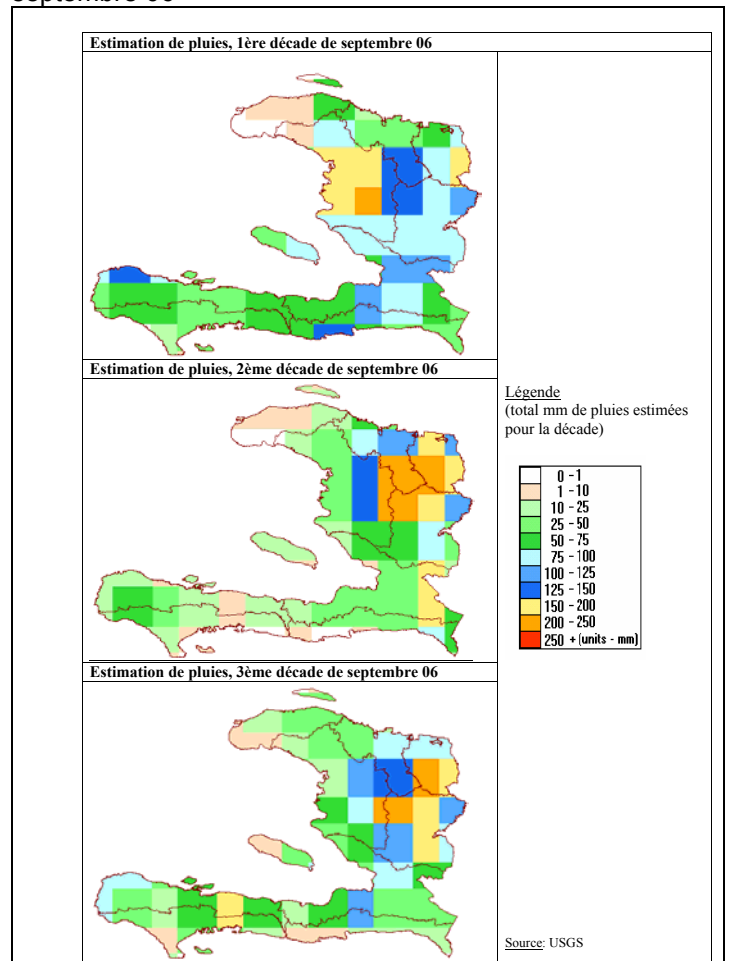 septembre 06
Estimation de pluies, 1ère décade de septembre 06
Estimation de pluies, 2ème décade de septembre 06
Légende
(total mm de pluies estimées
pour la décade)
0 - 1
1 - 10
10 - 25
25 - 50
50 - 75
75 - 100
100 - 125
125 - 150
150 - 200
200 - 250
250 + (units - mm)
Estimation de pluies, 3ème décade de septembre 06
Source: USGS